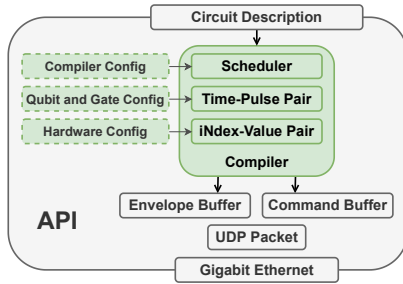 Circuit Description
Compiler Config
Scheduler
Qubit and Gate Config
Time-Pulse Pair
Hardware Config
iNdex-Value Pair
Compiler
Envelope Buffer
Command Buffer
API
UDP Packet
Gigabit Ethernet